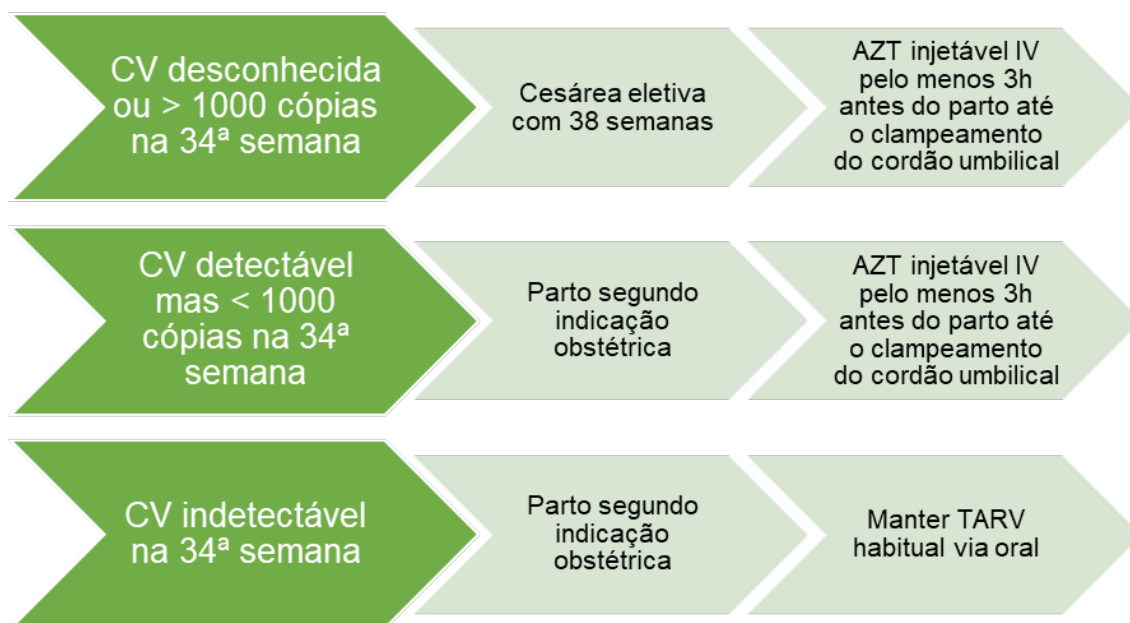 CV desconhecida
ou > 1000 cópias
na 34ª semana
Cesárea eletiva
com 38 semanas
AZT injetável IV
pelo menos 3h
antes do parto até
o clampeamento
do cordão umbilical
CV detectável
mas < 1000
cópias na 34ª
semana
Parto segundo
indicação
obstétrica
AZT injetável IV
pelo menos 3h
antes do parto até
o clampeamento
do cordão umbilical
CV indetectável
na 34ª semana
Parto segundo
indicação
obstétrica
Manter TARV
habitual via oral